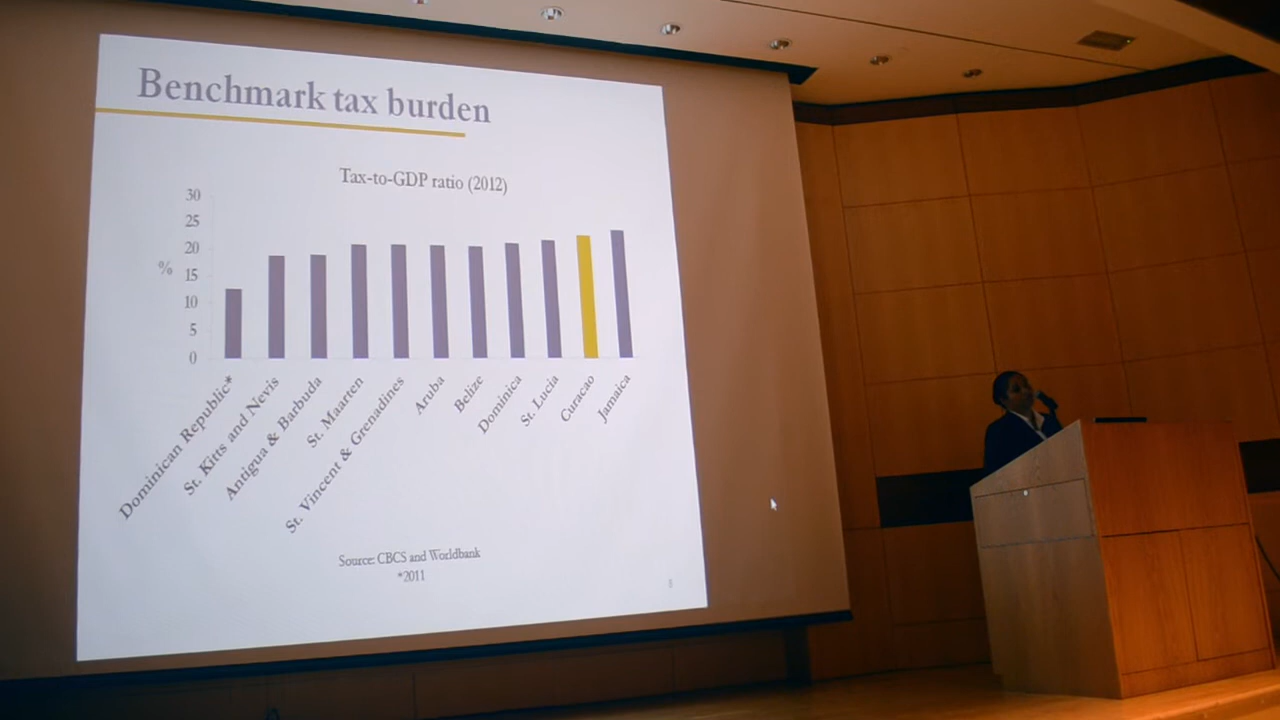 Benchmark tax burden
Tax-to-GDP ratio (2012)
30
25
20
%
15
10
5
0
Dominican Republic*
St. Kitts and Nevis
Antigua & Barbuda
St. Maarten
St. Vincent & Grenadines
Aruba
Belize
Dominica
St. Lucia
Curacao
Jamaica
Source: CBCS and Worldbank
*2011
8